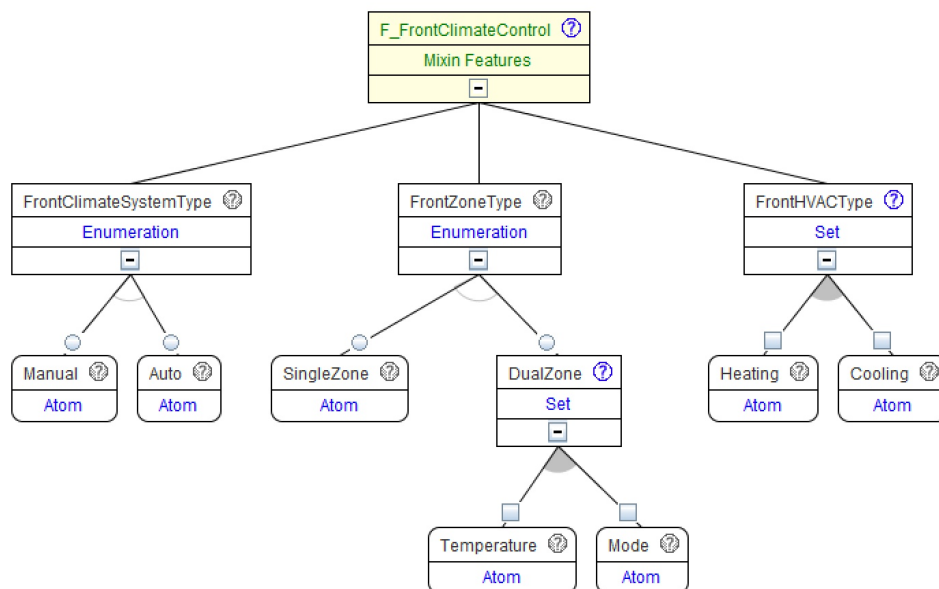 F_FrontClimateControl ?
Mixin Features
FrontClimateSystemType ?
Enumeration
FrontZoneType ?
Enumeration
FrontHVACType ?
Set
Manual ?
Atom
Auto ?
Atom
SingleZone ?
Atom
DualZone ?
Set
Heating ?
Atom
Cooling ?
Atom
Temperature ?
Atom
Mode ?
Atom